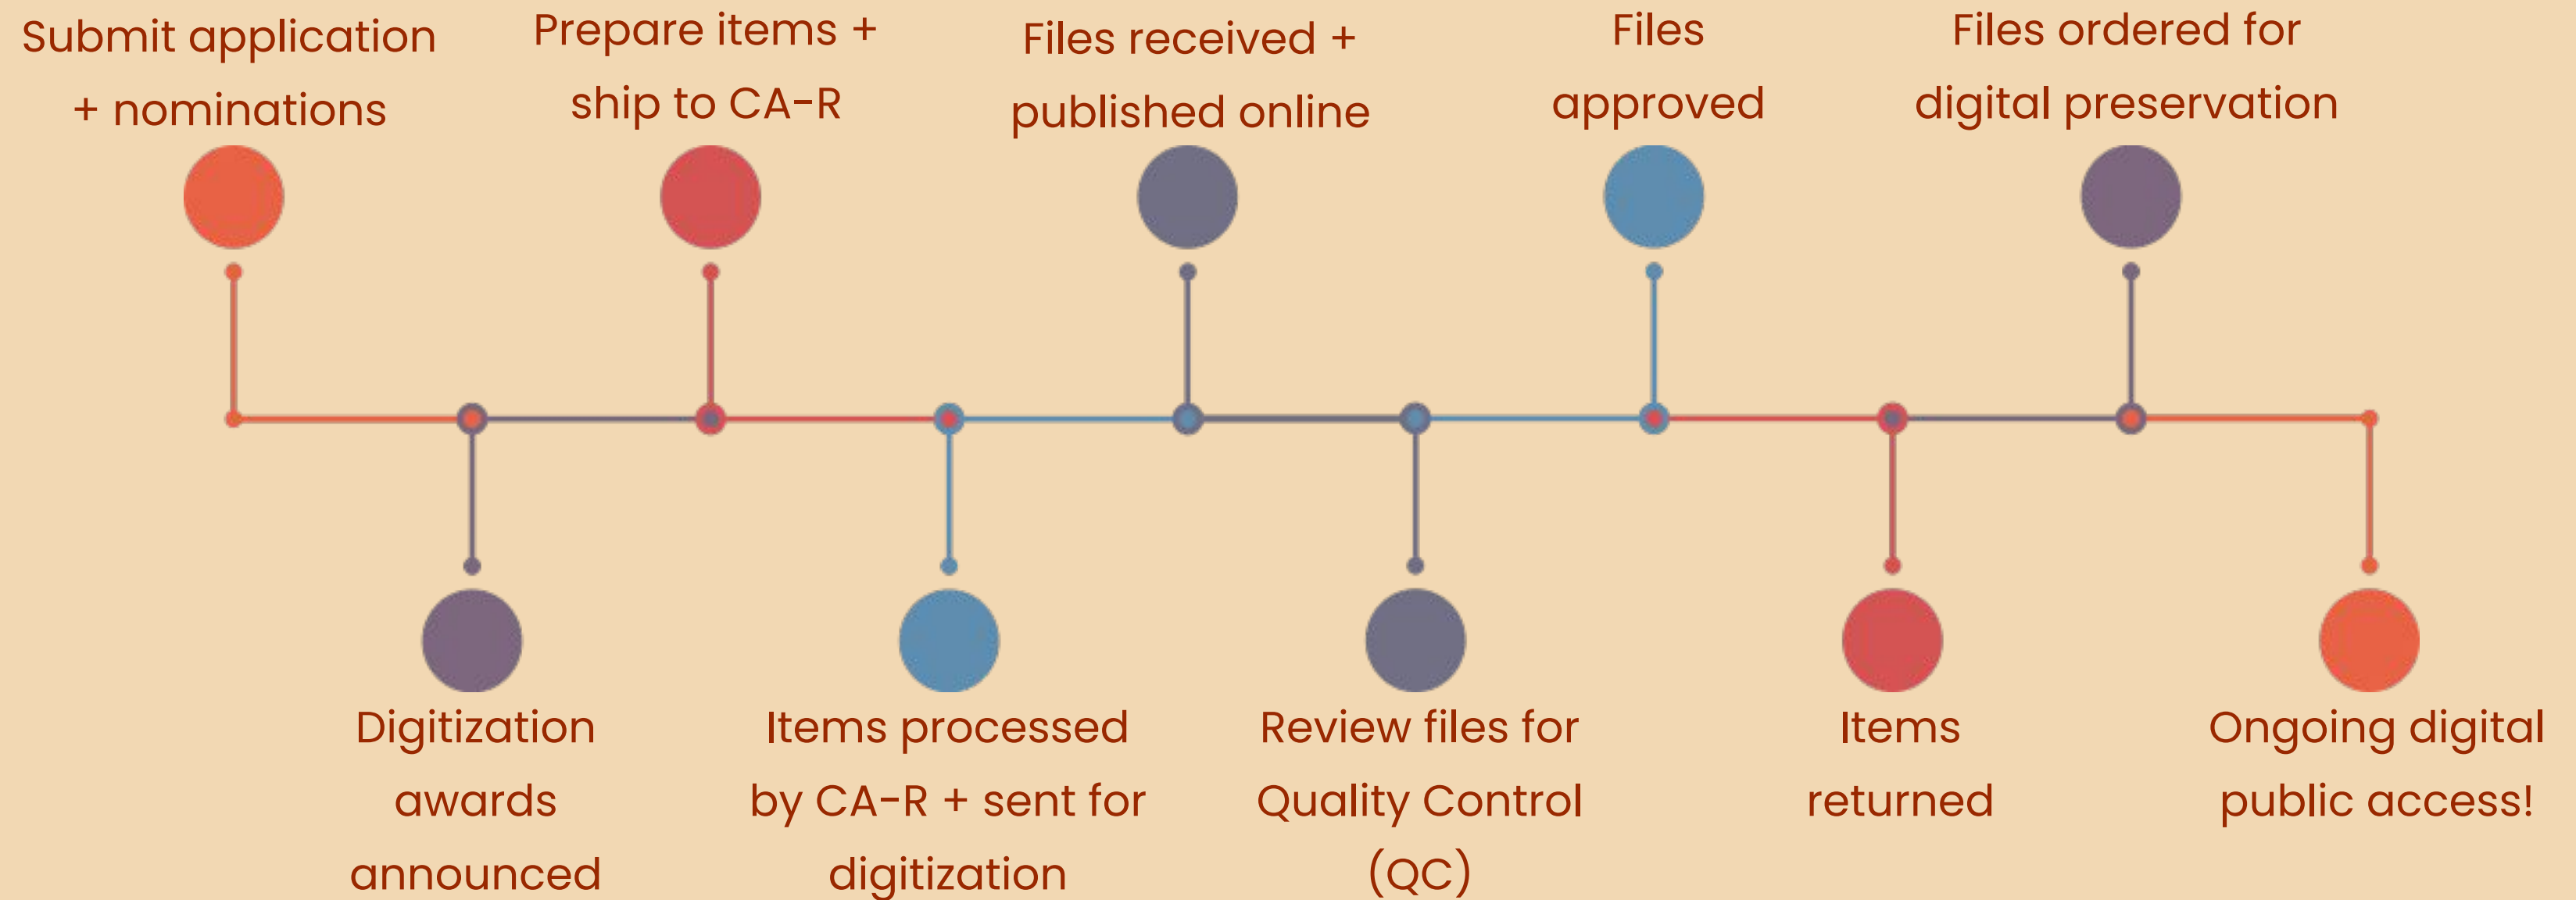 Submit application
+ nominations
Digitization
awards
announced
Prepare items +
ship to CA-R
Items processed
by CA-R + sent for
digitization
Files received +
published online
Review files for
Quality Control
(QC)
Files
approved
Items
returned
Files ordered for
digital preservation
Ongoing digital
public access!